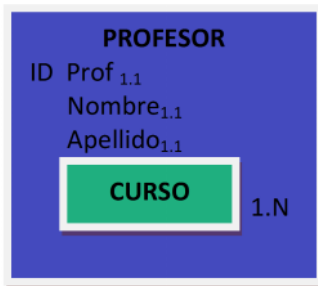 PROFESOR
ID Prof 1.1
Nombre1.1
Apellido1.1
CURSO
1.N